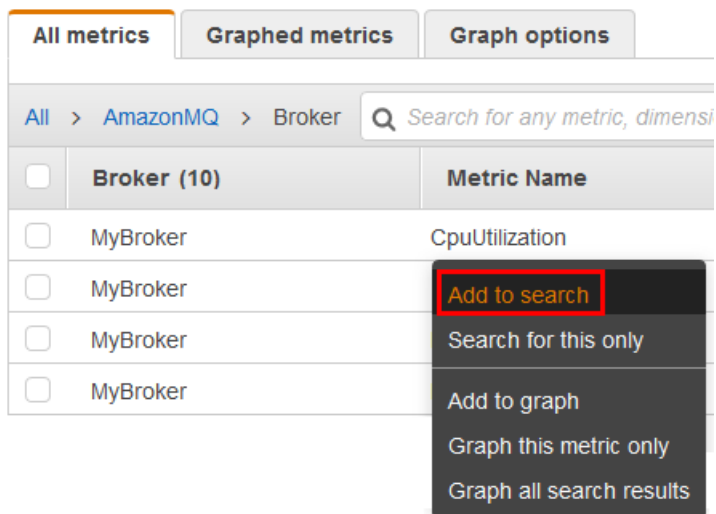 All metrics Graphed metrics Graph options
All > AmazonMQ > Broker Search for any metric, dimensi
Broker (10) Metric Name
MyBroker CpuUtilization
MyBroker
Add to search
MyBroker
Search for this only
MyBroker
Add to graph
Graph this metric only
Graph all search results